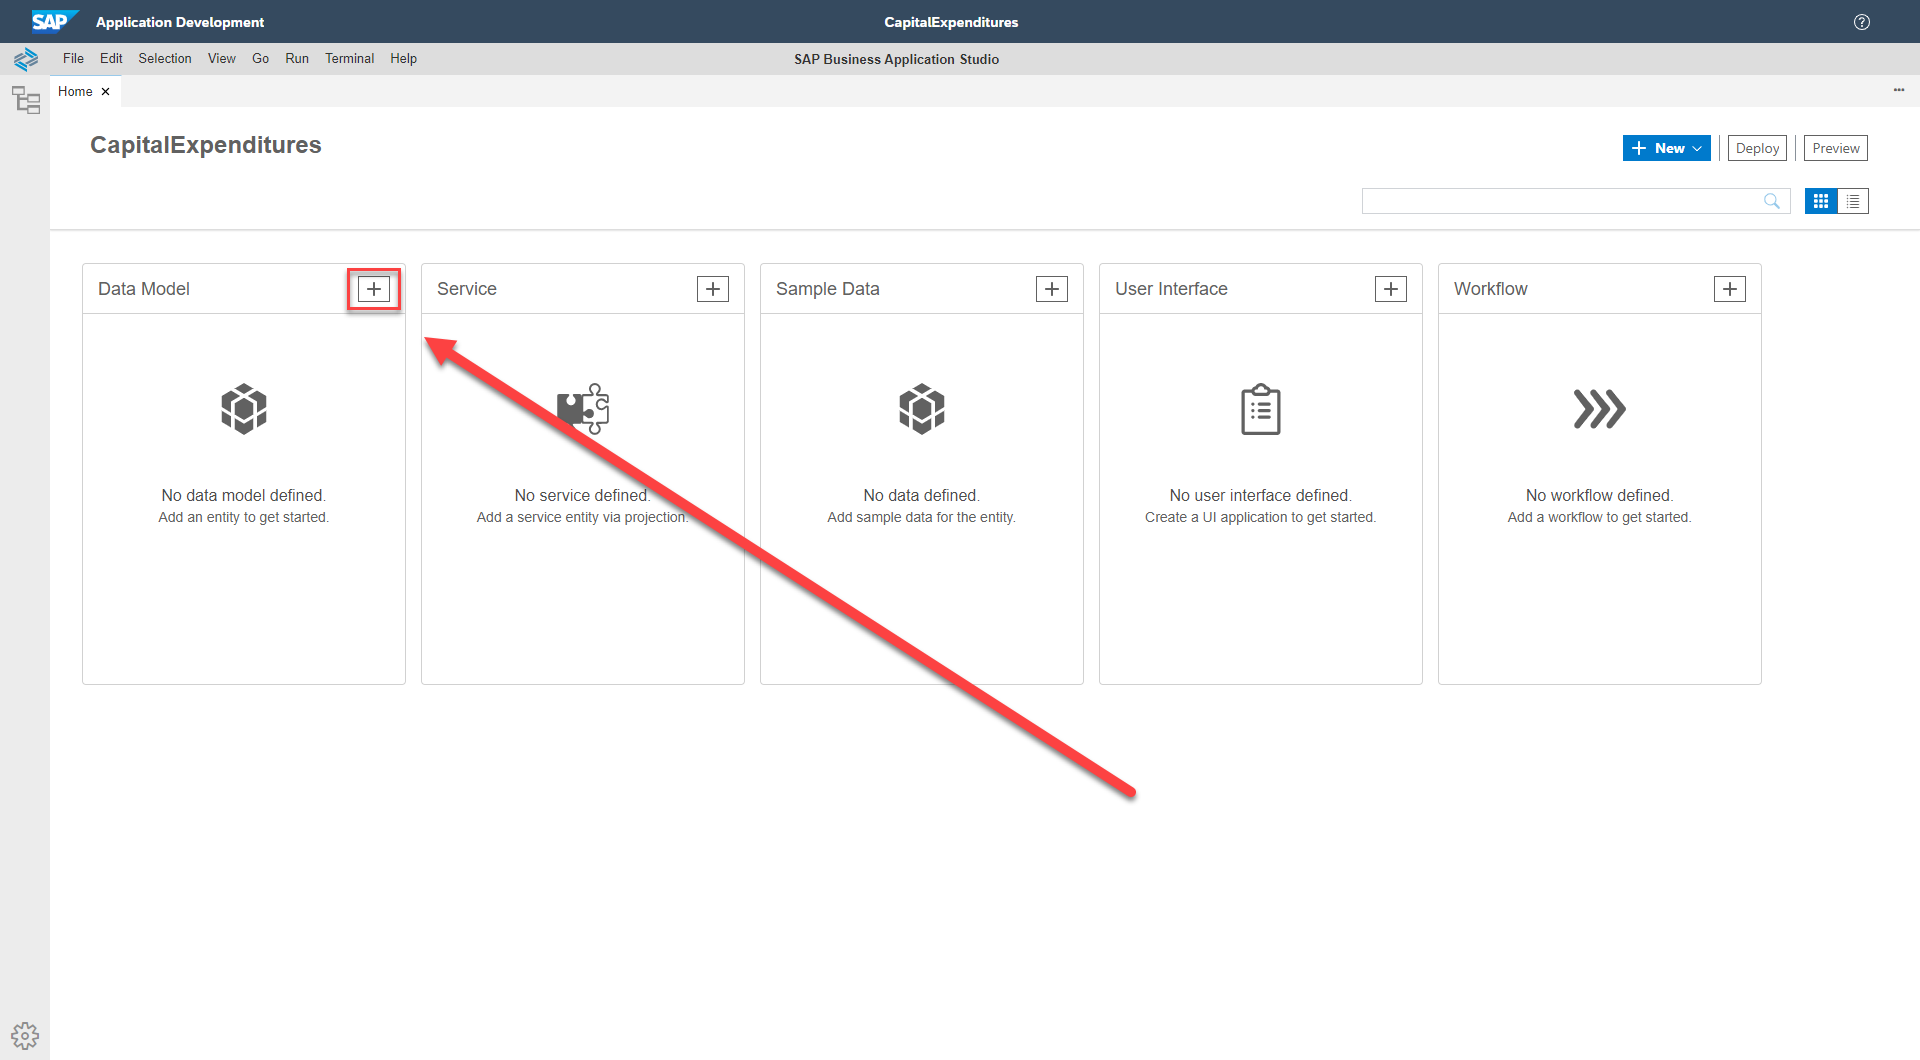 SAP Application Development
CapitalExpenditures
File Edit Selection View Go Run Terminal Help
SAP Business Application Studio
Home
CapitalExpenditures
New
Deploy
Preview
Data Model
No data model defined.
Add an entity to get started.
Service
No service defined.
Add a service entity via projection.
Sample Data
No data defined.
Add sample data for the entity.
User Interface
No user interface defined.
Create a UI application to get started.
Workflow
No workflow defined.
Add a workflow to get started.